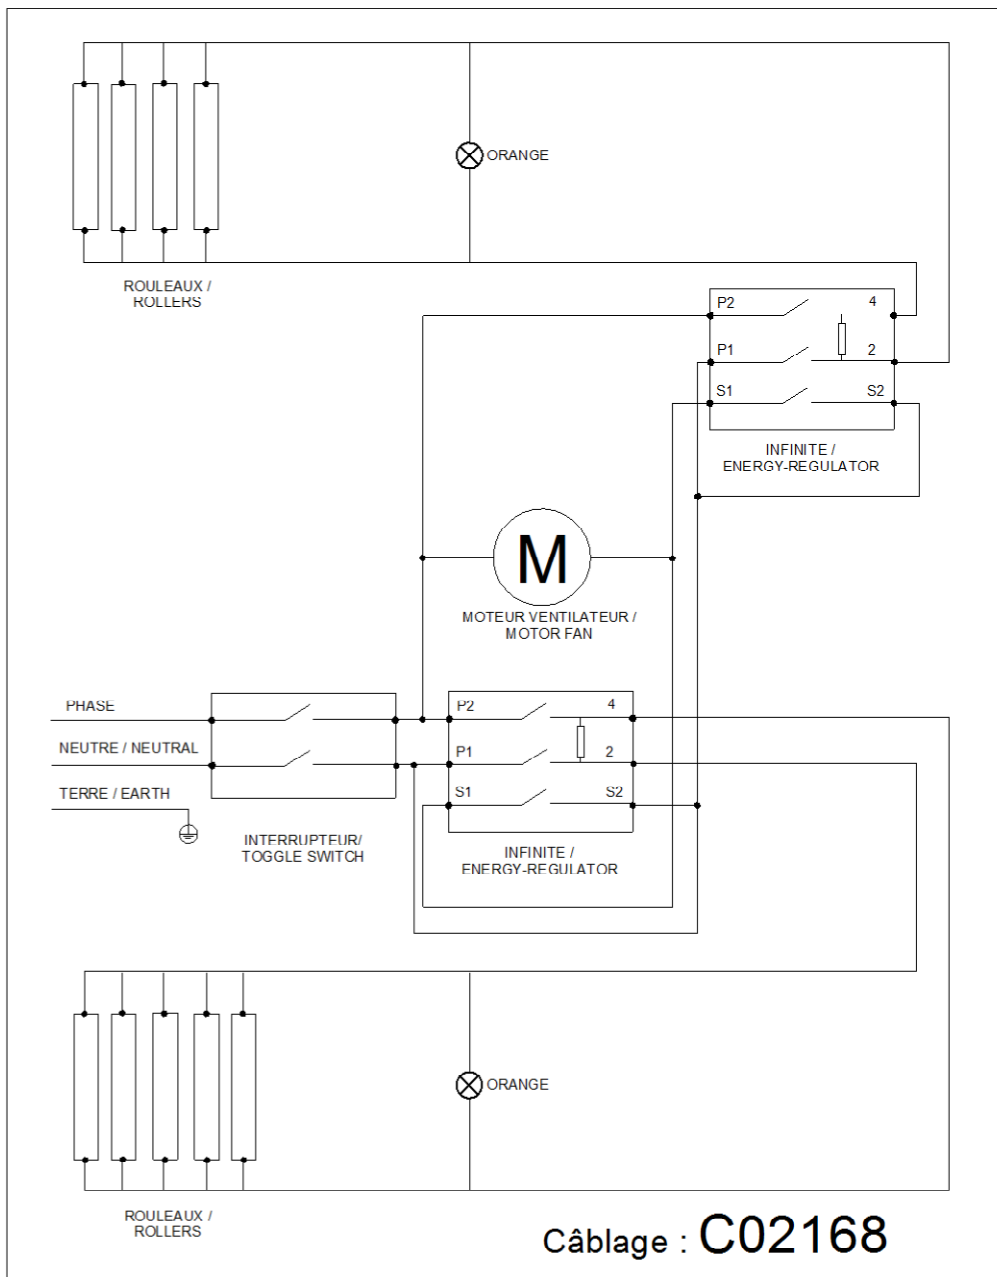 ORANGE
ROULEAUX /
ROLLERS
P2
4
P1
2
S1
S2
INFINITE /
ENERGY-REGULATOR
M
MOTEUR VENTILATEUR /
MOTOR FAN
PHASE
NEUTRE / NEUTRAL
TERRE / EARTH
INTERRUPTEUR/
TOGGLE SWITCH
P2
4
P1
2
S1
S2
INFINITE /
ENERGY-REGULATOR
ORANGE
ROULEAUX /
ROLLERS
Câblage : C02168